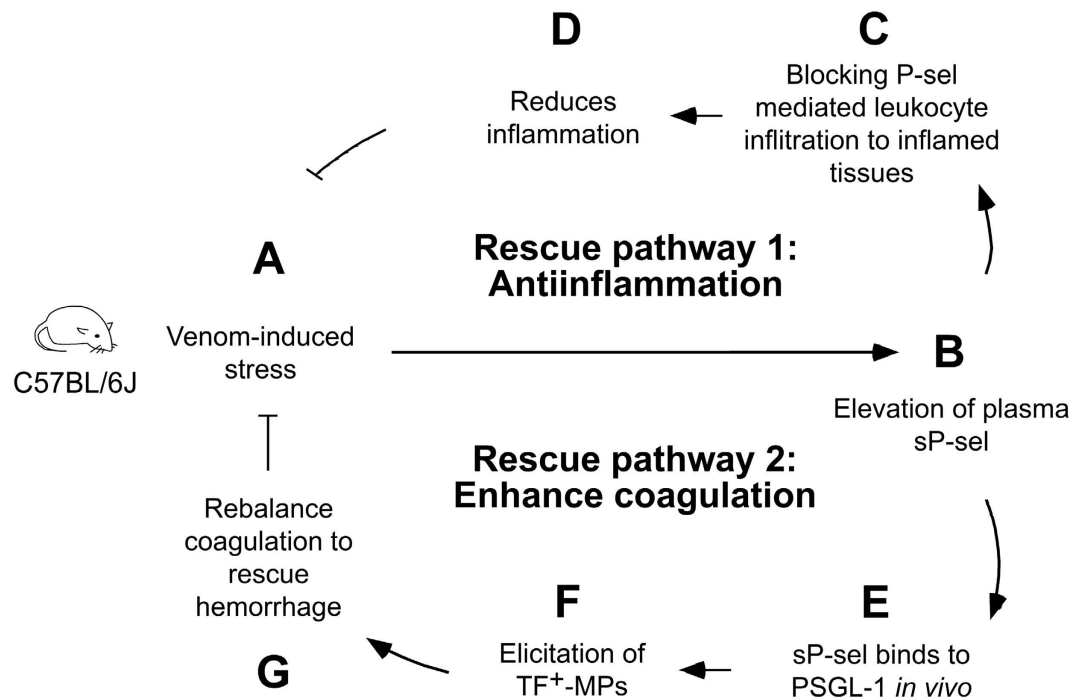 D
Reduces
inflammation
C
Blocking P-sel
mediated leukocyte
inflitration to inflamed
tissues
A
Rescue pathway 1:
Antiinflammation
C57BL/6J
Venom-induced
stress
B
Elevation of plasma
sP-sel
Rescue pathway 2:
Enhance coagulation
Rebalance
coagulation to
rescue
hemorrhage
G
F
Elicitation of
TF⁺-MPs
E
sP-sel binds to
PSGL-1 in vivo